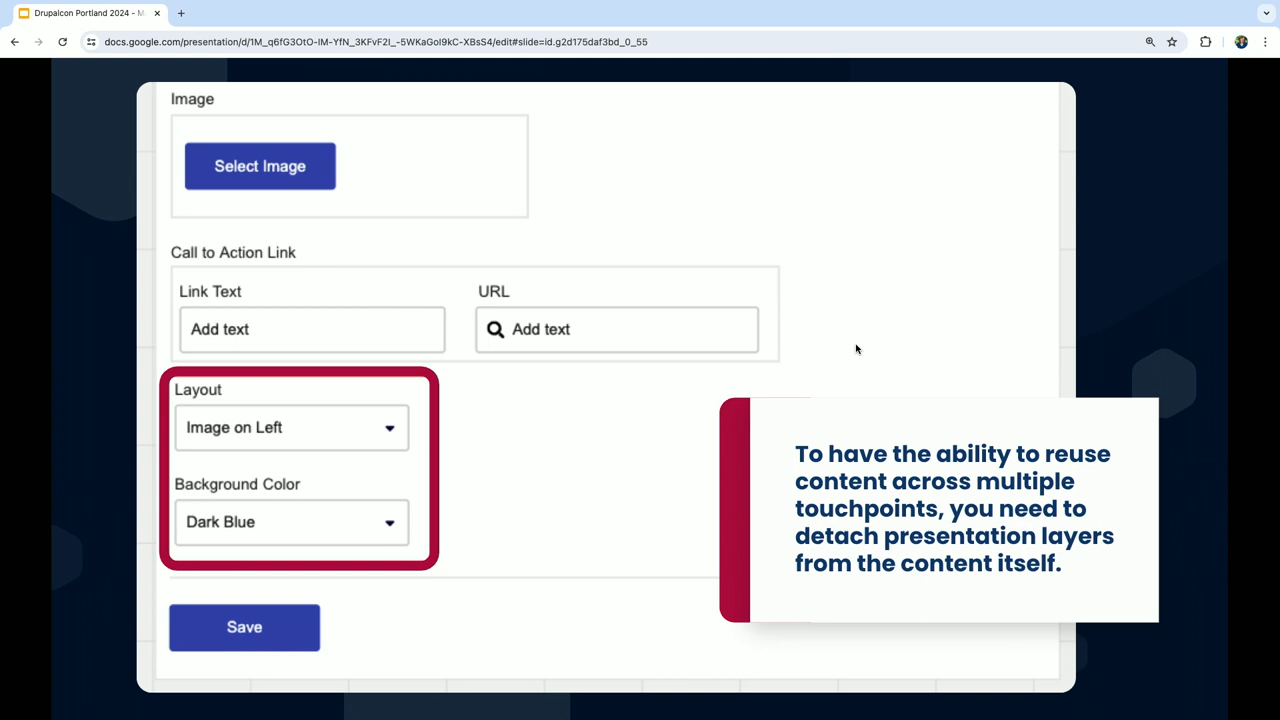 Drupalcon Portland 2024 - M
docs.google.com/presentation/d/1M_q6fG3OtO-IM-YfN_3KFvF2I_-5WKaGoI9kC-XBsS4/edit#slide=id.g2d175daf3bd_0_55
Image
Select Image
Call to Action Link
Link Text
URL
Add text
Add text
Layout
Image on Left
Background Color
Dark Blue
Save
To have the ability to reuse
content across multiple
touchpoints, you need to
detach presentation layers
from the content itself.